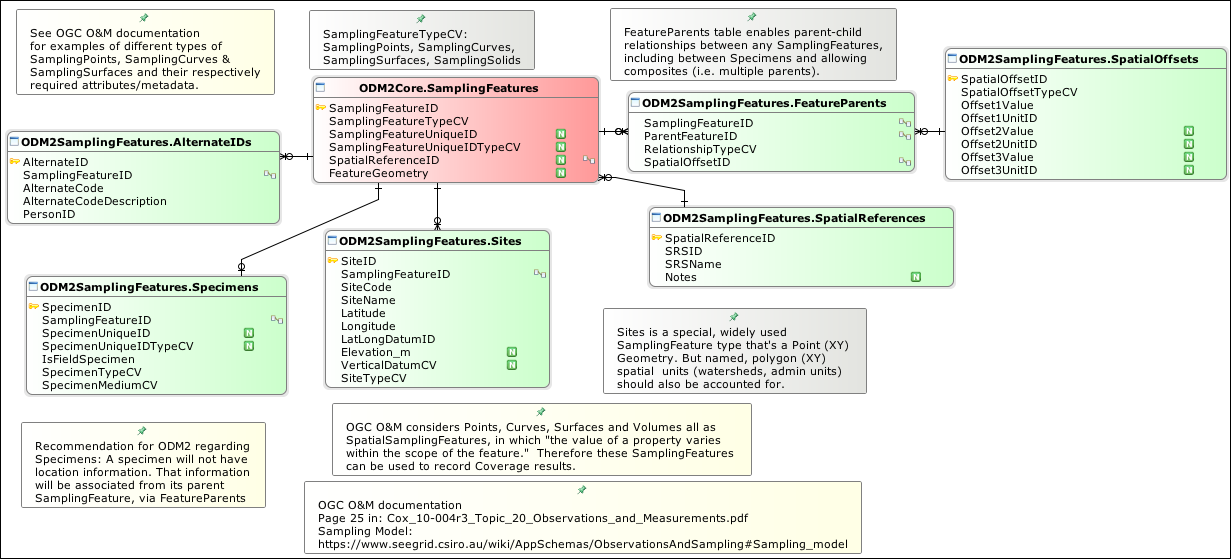 See OGC O&M documentation
for examples of different types of
SamplingPoints, SamplingCurves &
SamplingSurfaces and their respectively
required attributes/metadata.
SamplingFeatureTypeCV:
SamplingPoints, SamplingCurves,
SamplingSurfaces, SamplingSolids
FeatureParents table enables parent-child
relationships between any SamplingFeatures,
including between Specimens and allowing
composites (i.e. multiple parents).
ODM2SamplingFeatures.SpatialOffsets
SpatialOffsetID
SpatialOffsetTypeCV
Offset1Value
Offset1UnitID
Offset2Value
N
Offset2UnitID
N
Offset3Value
N
Offset3UnitID
N
ODM2Core.SamplingFeatures
SamplingFeatureID
SamplingFeatureTypeCV
SamplingFeatureUniqueID
N
SamplingFeatureUniqueIDTypeCV
N
SpatialReferenceID
N
FeatureGeometry
N
ODM2SamplingFeatures.FeatureParents
SamplingFeatureID
ParentFeatureID
RelationshipTypeCV
SpatialOffsetID
ODM2SamplingFeatures.AlternateIDs
AlternateID
SamplingFeatureID
AlternateCode
AlternateCodeDescription
PersonID
ODM2SamplingFeatures.SpatialReferences
SpatialReferenceID
SRSID
SRSName
Notes
N
ODM2SamplingFeatures.Sites
SiteID
SamplingFeatureID
SiteCode
SiteName
Latitude
Longitude
LatLongDatumID
Elevation_m
N
VerticalDatumCV
N
SiteTypeCV
ODM2SamplingFeatures.Specimens
SpecimenID
SamplingFeatureID
SpecimenUniqueID
N
SpecimenUniqueIDTypeCV
N
IsFieldSpecimen
SpecimenTypeCV
SpecimenMediumCV
Sites is a special, widely used
SamplingFeature type that's a Point (XY)
Geometry. But named, polygon (XY)
spatial  units (watersheds, admin units)
should also be accounted for.
OGC O&M considers Points, Curves, Surfaces and Volumes all as
SpatialSamplingFeatures, in which "the value of a property varies
within the scope of the feature."  Therefore these SamplingFeatures
can be used to record Coverage results.
Recommendation for ODM2 regarding
Specimens: A specimen will not have
location information. That information
will be associated from its parent
SamplingFeature, via FeatureParents
OGC O&M documentation
Page 25 in: Cox_10-004r3_Topic_20_Observations_and_Measurements.pdf
Sampling Model:
https://www.seegrid.csiro.au/wiki/AppSchemas/ObservationsAndSampling#Sampling_model